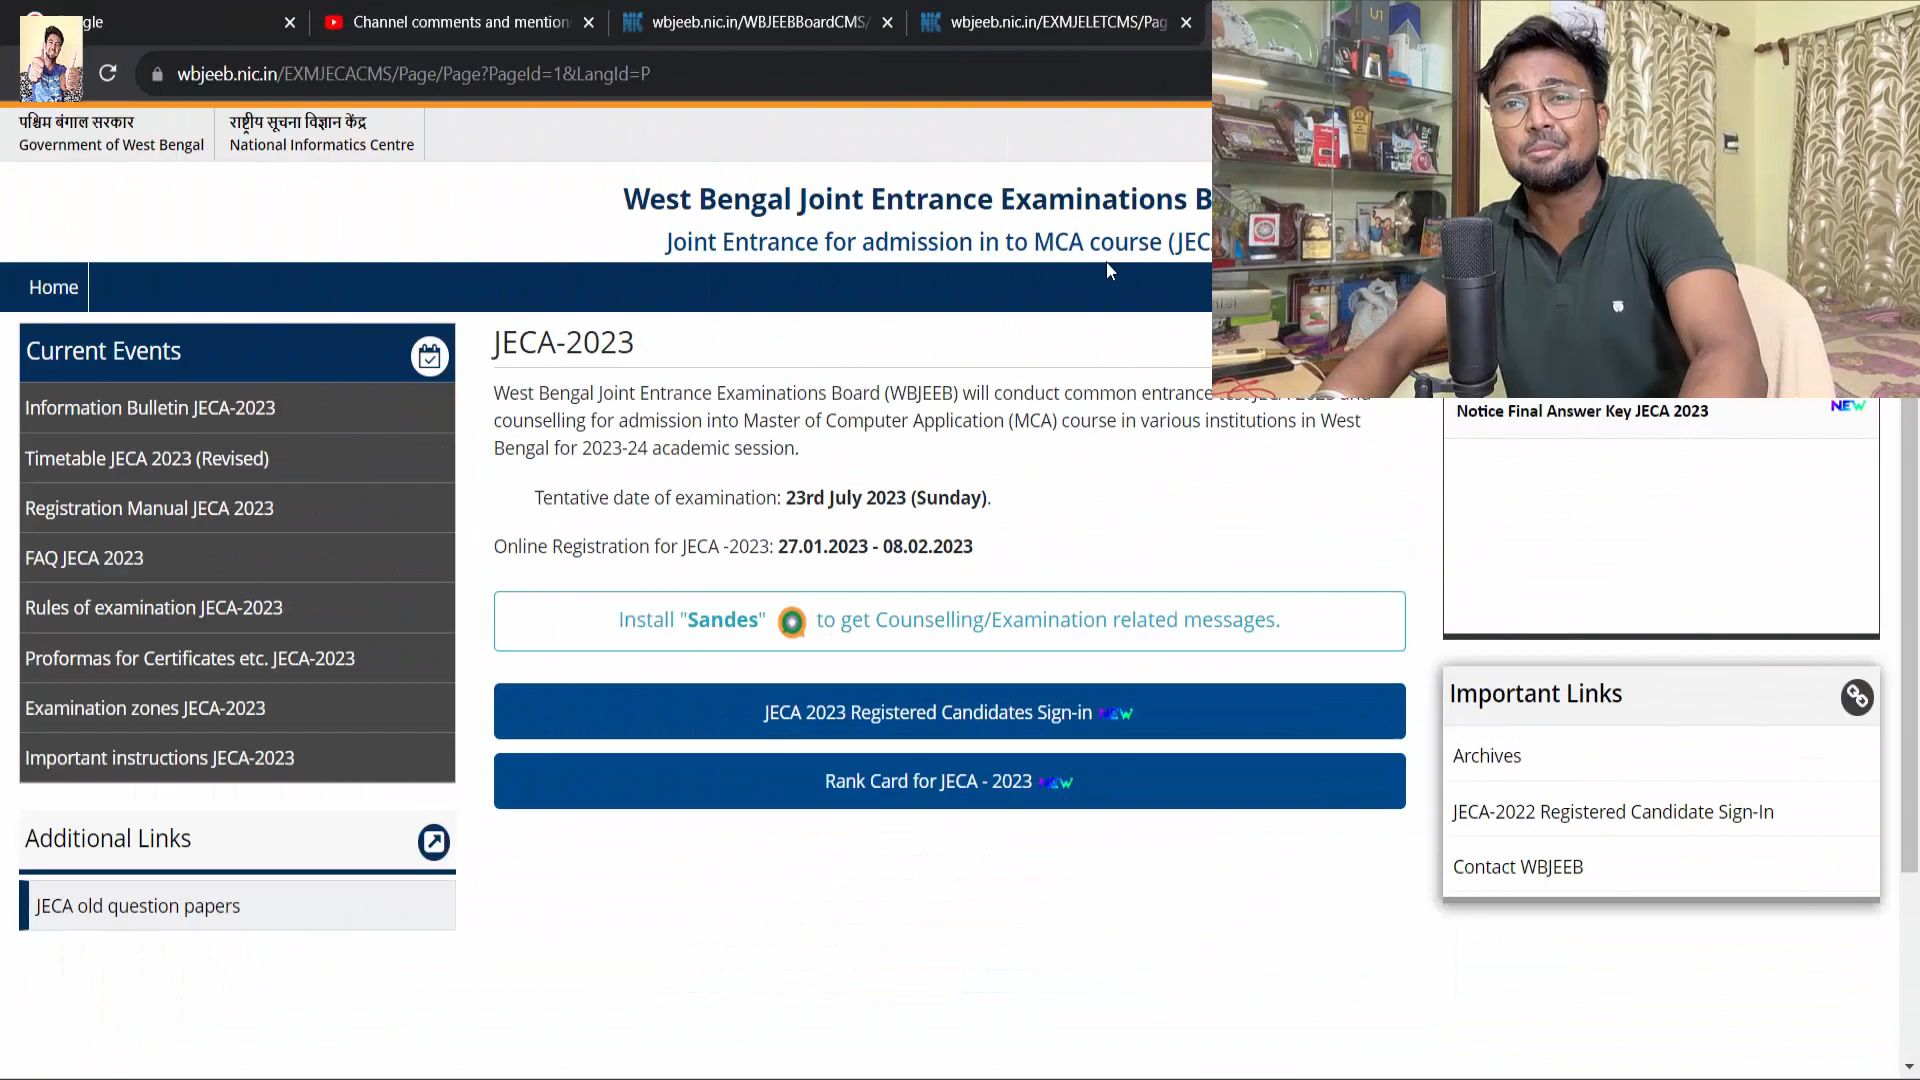 gle
Channel comments and mention
wbjeeb.nic.in/WBJEEBBoardCMS/
wbjeeb.nic.in/EXMJELETCMS/Pag
wbjeeb.nic.in/EXMJECACMS/Page/Page?PageId=1&LangId=P
पश्चिम बंगाल सरकार
Government of West Bengal
राष्ट्रीय सूचना विज्ञान केंद्र
National Informatics Centre
West Bengal Joint Entrance Examinations B
Joint Entrance for admission in to MCA course (JEC
Home
Current Events
Information Bulletin JECA-2023
Timetable JECA 2023 (Revised)
Registration Manual JECA 2023
FAQ JECA 2023
Rules of examination JECA-2023
Proformas for Certificates etc. JECA-2023
Examination zones JECA-2023
Important instructions JECA-2023
Additional Links
JECA old question papers
JECA-2023
West Bengal Joint Entrance Examinations Board (WBJEEB) will conduct common entrance
counselling for admission into Master of Computer Application (MCA) course in various institutions in West
Bengal for 2023-24 academic session.
Tentative date of examination: 23rd July 2023 (Sunday).
Online Registration for JECA -2023: 27.01.2023 - 08.02.2023
Install "Sandes" to get Counselling/Examination related messages.
JECA 2023 Registered Candidates Sign-in NEW
Rank Card for JECA - 2023 NEW
Notice Final Answer Key JECA 2023 NEW
Important Links
Archives
JECA-2022 Registered Candidate Sign-In
Contact WBJEEB
U1